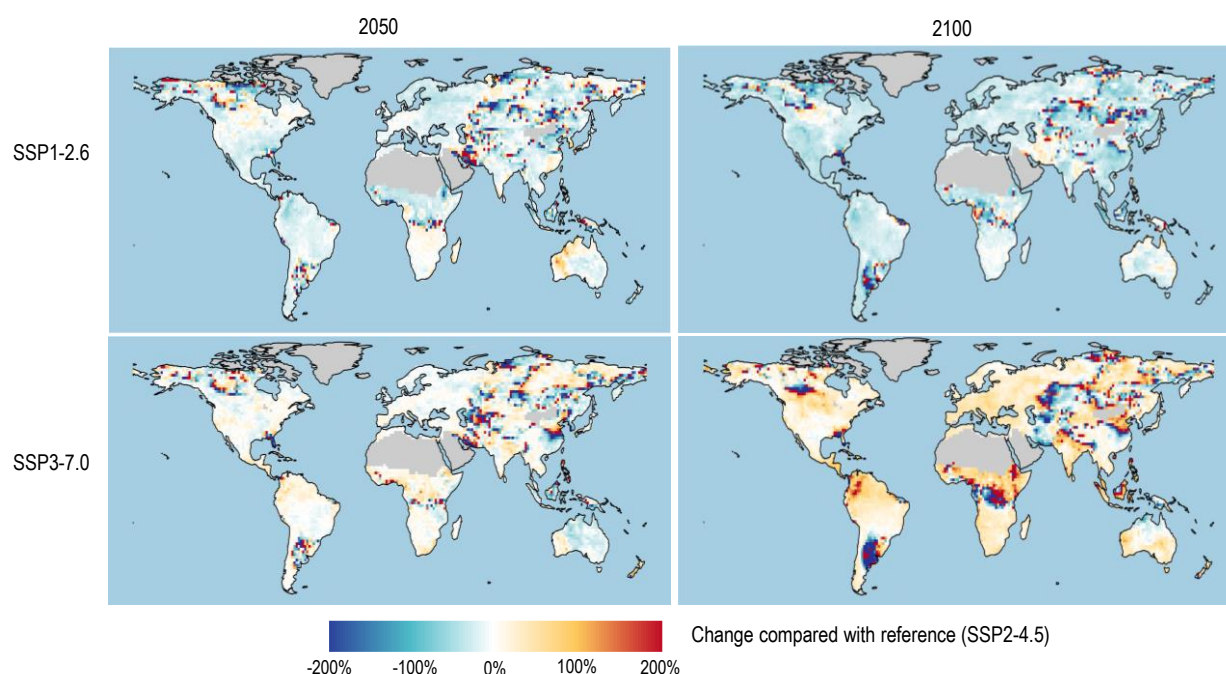 2050
2100
SSP1-2.6
SSP3-7.0
Change compared with reference (SSP2-4.5)
-200%
-100%
0%
100%
200%